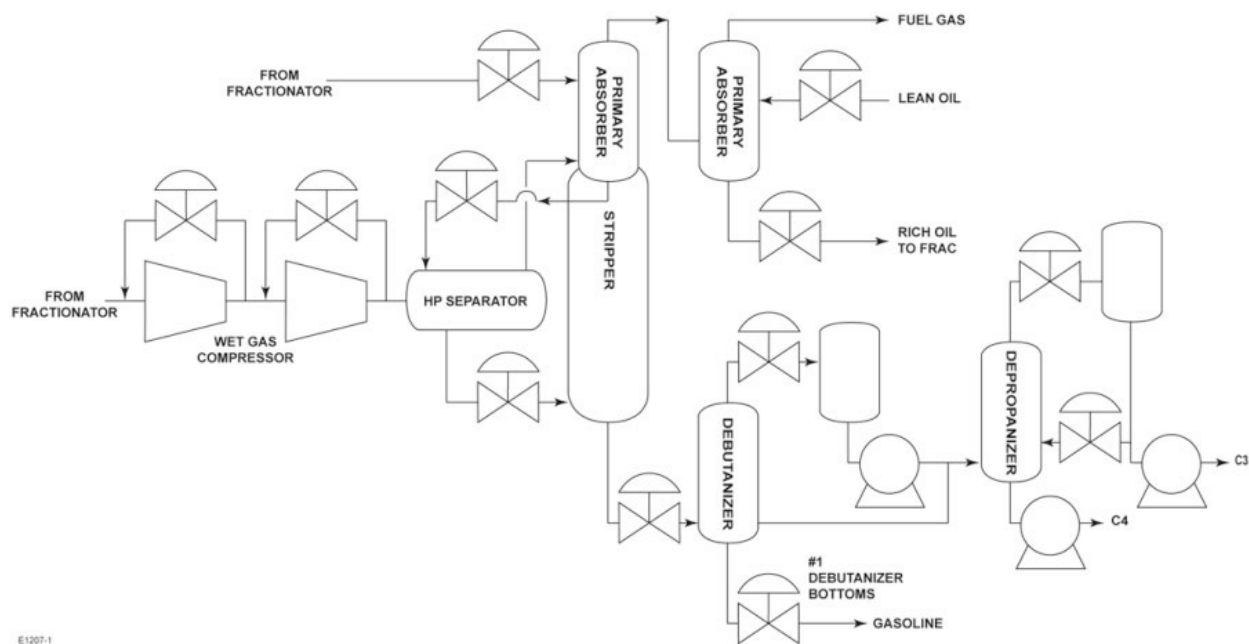 FUEL GAS
FROM
FRACTIONATOR
PRIMARY
ABSORBER
PRIMARY
ABSORBER
LEAN OIL
STRIPPER
RICH OIL
TO FRAC
FROM
FRACTIONATOR
WET GAS
COMPRESSOR
HP SEPARATOR
DEBUTANIZER
DEPROPANIZER
C3
C4
#1
DEBUTANIZER
BOTTOMS
GASOLINE
E1207-1